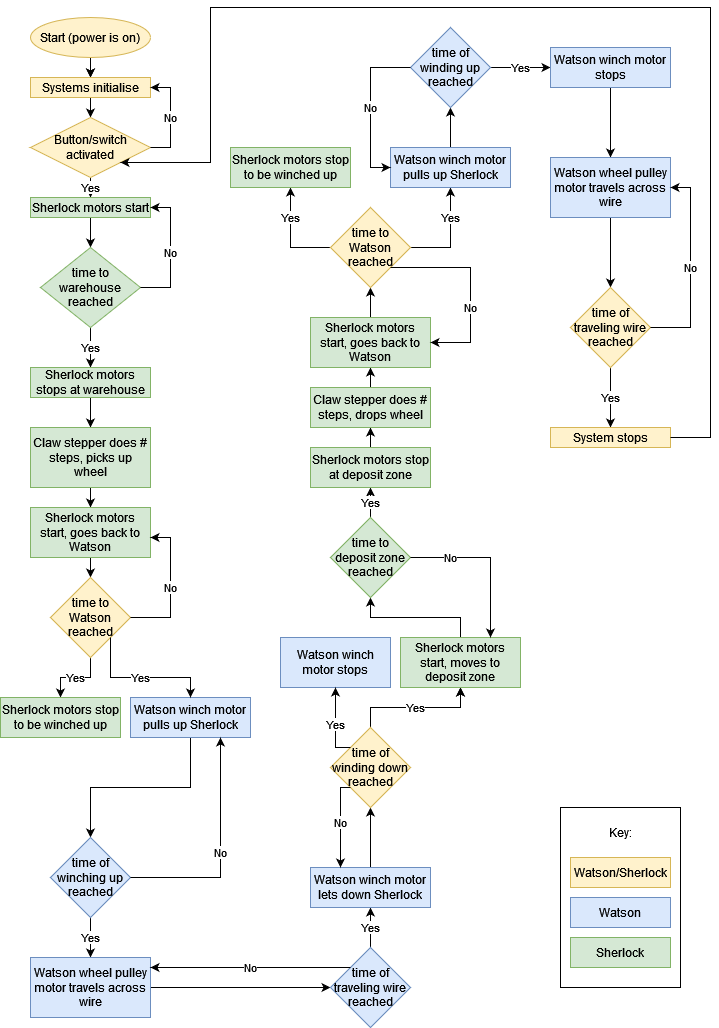 Start (power is on)
Systems initialise
No
Button/switch
activated
Yes
Sherlock motors start
No
time to
warehouse
reached
Yes
Sherlock motors
stops at warehouse
Claw stepper does #
steps, picks up
wheel
Sherlock motors
start, goes back to
Watson
No
time to
Watson
reached
Yes
Yes
Sherlock motors stop
to be winched up
Watson winch motor
pulls up Sherlock
No
time of
winching up
reached
Yes
Watson wheel pulley
motor travels across
wire
No
time of
traveling wire
reached
Yes
Watson winch motor
lets down Sherlock
No
time of
winding down
reached
Yes
Yes
Watson winch
motor stops
Sherlock motors
start, moves to
deposit zone
No
time to
deposit zone
reached
Yes
Sherlock motors stop
at deposit zone
Claw stepper does #
steps, drops wheel
Sherlock motors
start, goes back to
Watson
No
time to
Watson
reached
Yes
Yes
Sherlock motors stop
to be winched up
Watson winch motor
pulls up Sherlock
No
time of
winding up
reached
Yes
Watson winch motor
stops
Watson wheel pulley
motor travels across
wire
No
time of
traveling wire
reached
Yes
System stops
Key:
Watson/Sherlock
Watson
Sherlock